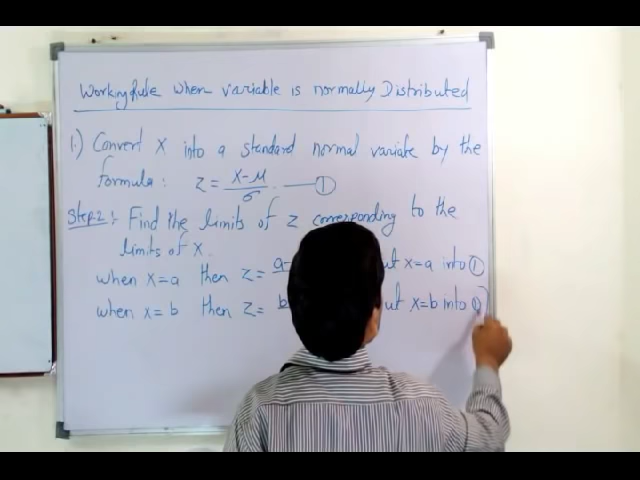 Working Rule when variable is normally Distributed
1.) Convert X into a standard normal variate by the
formula: Z = X-μ/σ. —①
Step-2: Find the limits of Z corresponding to the
limits of X.
when X=a then Z= a- ut X=a into ①
when X=b then Z= b ut X=b into ①